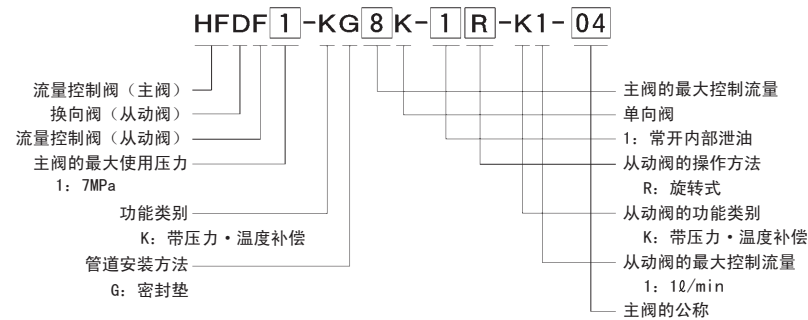 HFDF1-KG8K-1R-K1-04
流量控制阀（主阀）
换向阀（从动阀）
流量控制阀（从动阀）
主阀的最大使用压力
1：7MPa
功能类别
K：带压力・温度补偿
管道安装方法
G：密封垫
主阀的最大控制流量
单向阀
1：常开内部泄油
从动阀的操作方法
R：旋转式
从动阀的功能类别
K：带压力・温度补偿
从动阀的最大控制流量
1：1ℓ/min
主阀的公称